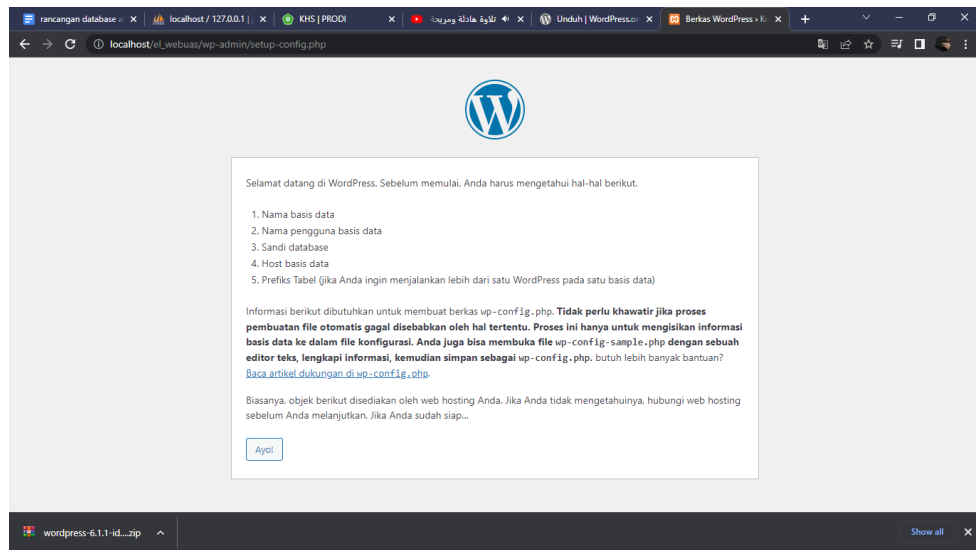 rancangan database a
localhost / 127.0.0.1 |
KHS | PRODI
تلاوة هادئة ومريحة
Unduh | WordPress.or
Berkas WordPress › Ko
localhost/el_webuas/wp-admin/setup-config.php
Selamat datang di WordPress. Sebelum memulai, Anda harus mengetahui hal-hal berikut.
1. Nama basis data
2. Nama pengguna basis data
3. Sandi database
4. Host basis data
5. Prefiks Tabel (jika Anda ingin menjalankan lebih dari satu WordPress pada satu basis data)
Informasi berikut dibutuhkan untuk membuat berkas wp-config.php. Tidak perlu khawatir jika proses
pembuatan file otomatis gagal disebabkan oleh hal tertentu. Proses ini hanya untuk mengisikan informasi
basis data ke dalam file konfigurasi. Anda juga bisa membuka file wp-config-sample.php dengan sebuah
editor teks, lengkapi informasi, kemudian simpan sebagai wp-config.php. butuh lebih banyak bantuan?
Baca artikel dukungan di wp-config.php.
Biasanya, objek berikut disediakan oleh web hosting Anda. Jika Anda tidak mengetahuinya, hubungi web hosting
sebelum Anda melanjutkan. Jika Anda sudah siap...
Ayo!
wordpress-6.1.1-id....zip
Show all